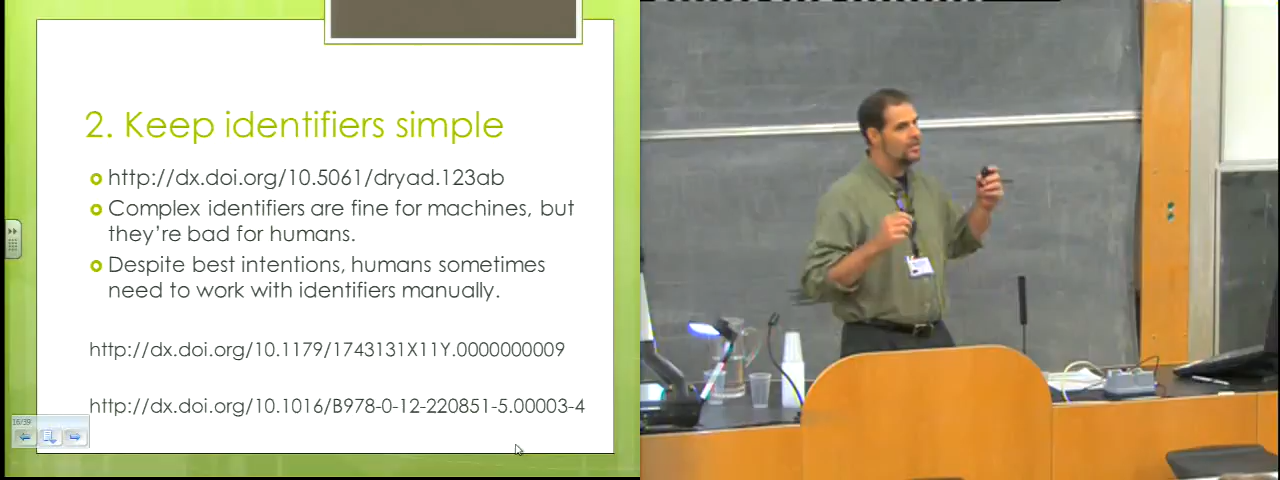 2. Keep identifiers simple
http://dx.doi.org/10.5061/dryad.123ab
Complex identifiers are fine for machines, but
they're bad for humans.
Despite best intentions, humans sometimes
need to work with identifiers manually.
http://dx.doi.org/10.1179/1743131X11Y.0000000009
http://dx.doi.org/10.1016/B978-0-12-220851-5.00003-4
16/39